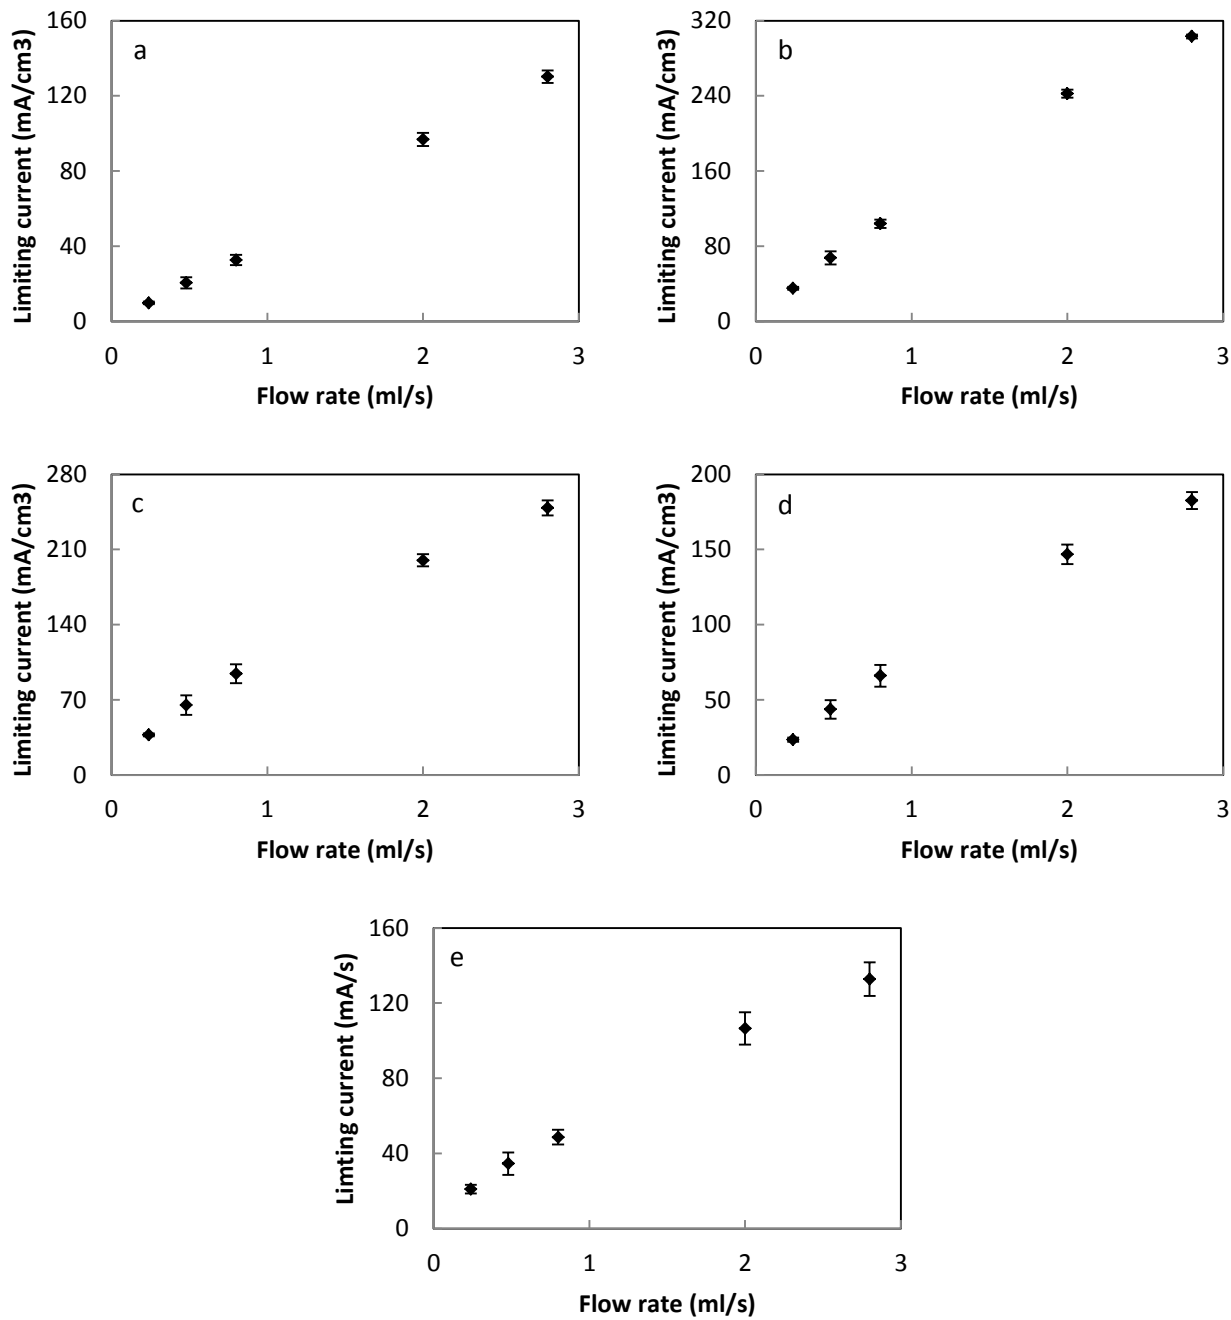 a
Limiting current (mA/cm3)
160
120
80
40
0
0 1 2 3
Flow rate (ml/s)
b
Limiting current (mA/cm3)
320
240
160
80
0
0 1 2 3
Flow rate (ml/s)
c
Limiting current (mA/cm3)
280
210
140
70
0
0 1 2 3
Flow rate (ml/s)
d
Limiting current (mA/cm3)
200
150
100
50
0
0 1 2 3
Flow rate (ml/s)
e
Limting current (mA/s)
160
120
80
40
0
0 1 2 3
Flow rate (ml/s)